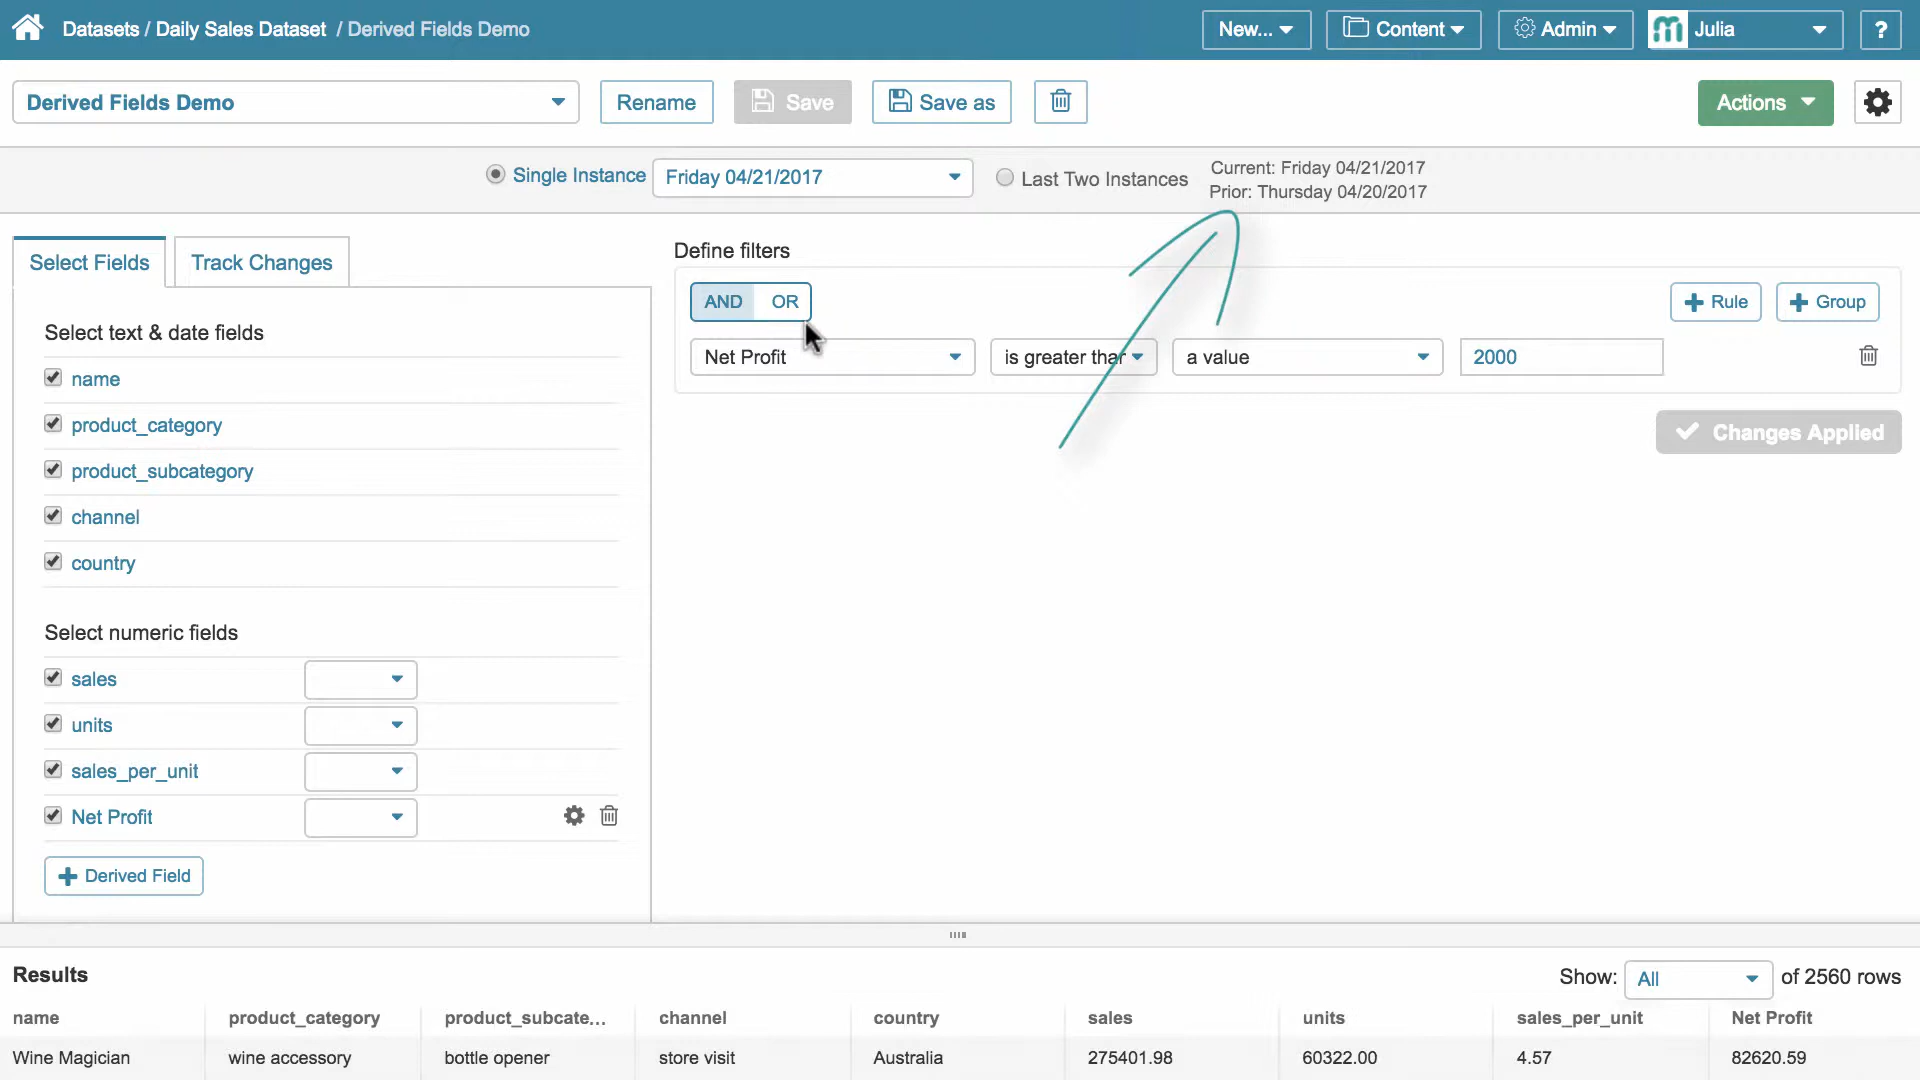 Datasets / Daily Sales Dataset / Derived Fields Demo
New...
Content
Admin
Julia
?
Derived Fields Demo
Rename
Save
Save as
Actions
Single Instance
Friday 04/21/2017
Last Two Instances
Current: Friday 04/21/2017
Prior: Thursday 04/20/2017
Select Fields
Track Changes
Define filters
AND OR
Rule
Group
Net Profit
is greater than
a value
2000
Changes Applied
Select text & date fields
name
product_category
product_subcategory
channel
country
Select numeric fields
sales
units
sales_per_unit
Net Profit
Derived Field
Results
Show: All of 2560 rows
name product_category product_subcate... channel country sales units sales_per_unit Net Profit
Wine Magician wine accessory bottle opener store visit Australia 275401.98 60322.00 4.57 82620.59